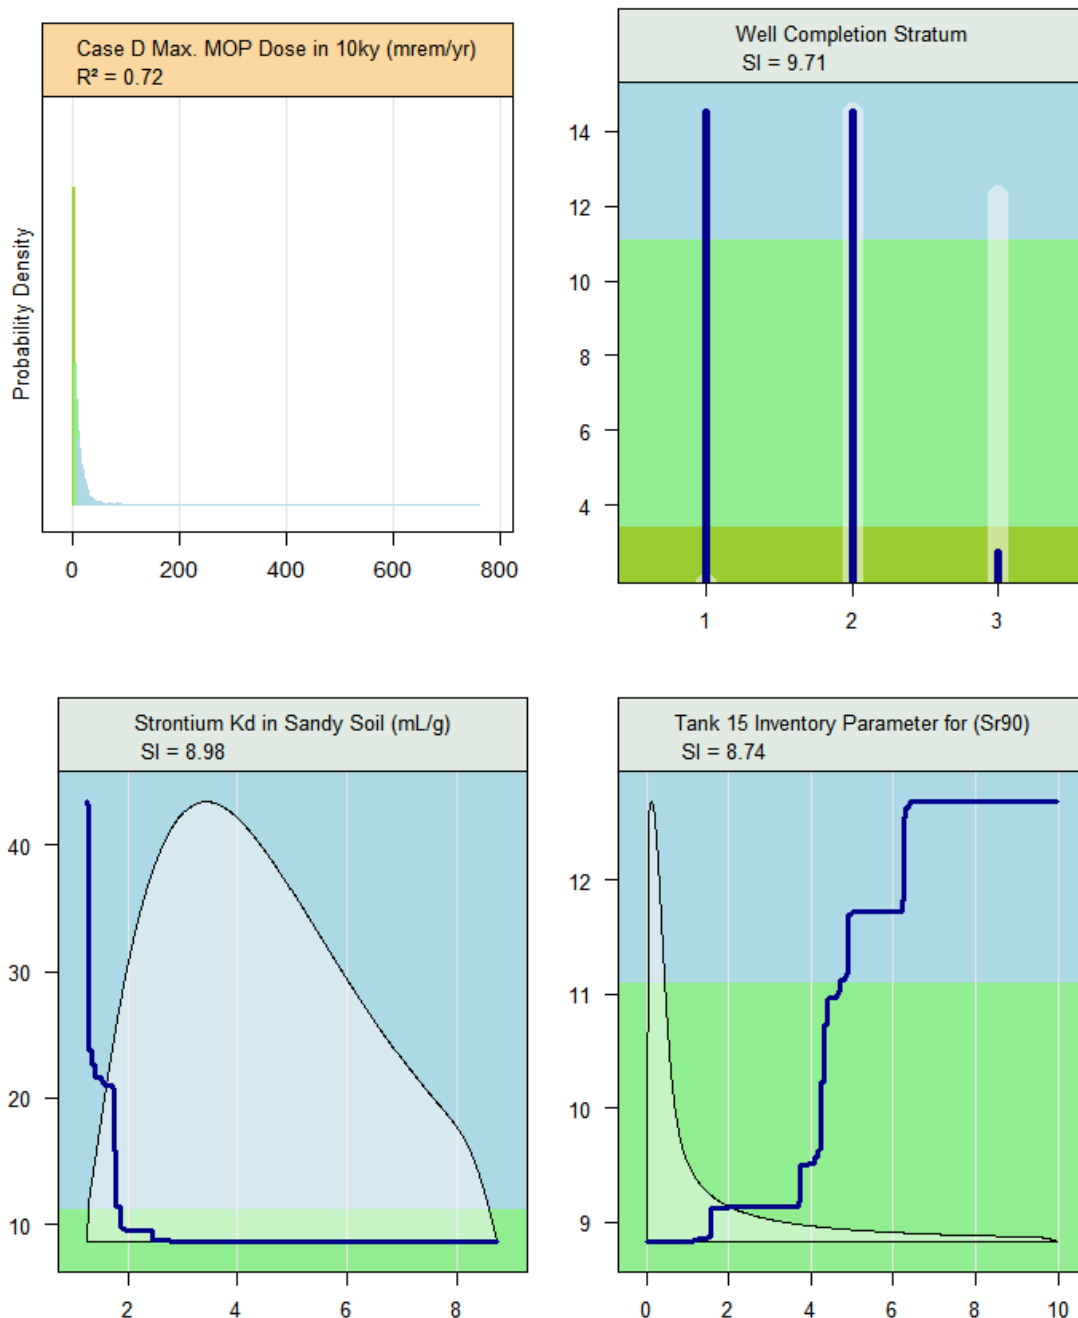 Case D Max. MOP Dose in 10ky (mrem/yr)
R² = 0.72
Probability Density
0 200 400 600 800
Well Completion Stratum
SI = 9.71
14
12
10
8
6
4
1 2 3
Strontium Kd in Sandy Soil (mL/g)
SI = 8.98
40
30
20
10
2 4 6 8
Tank 15 Inventory Parameter for (Sr90)
SI = 8.74
12
11
10
9
0 2 4 6 8 10